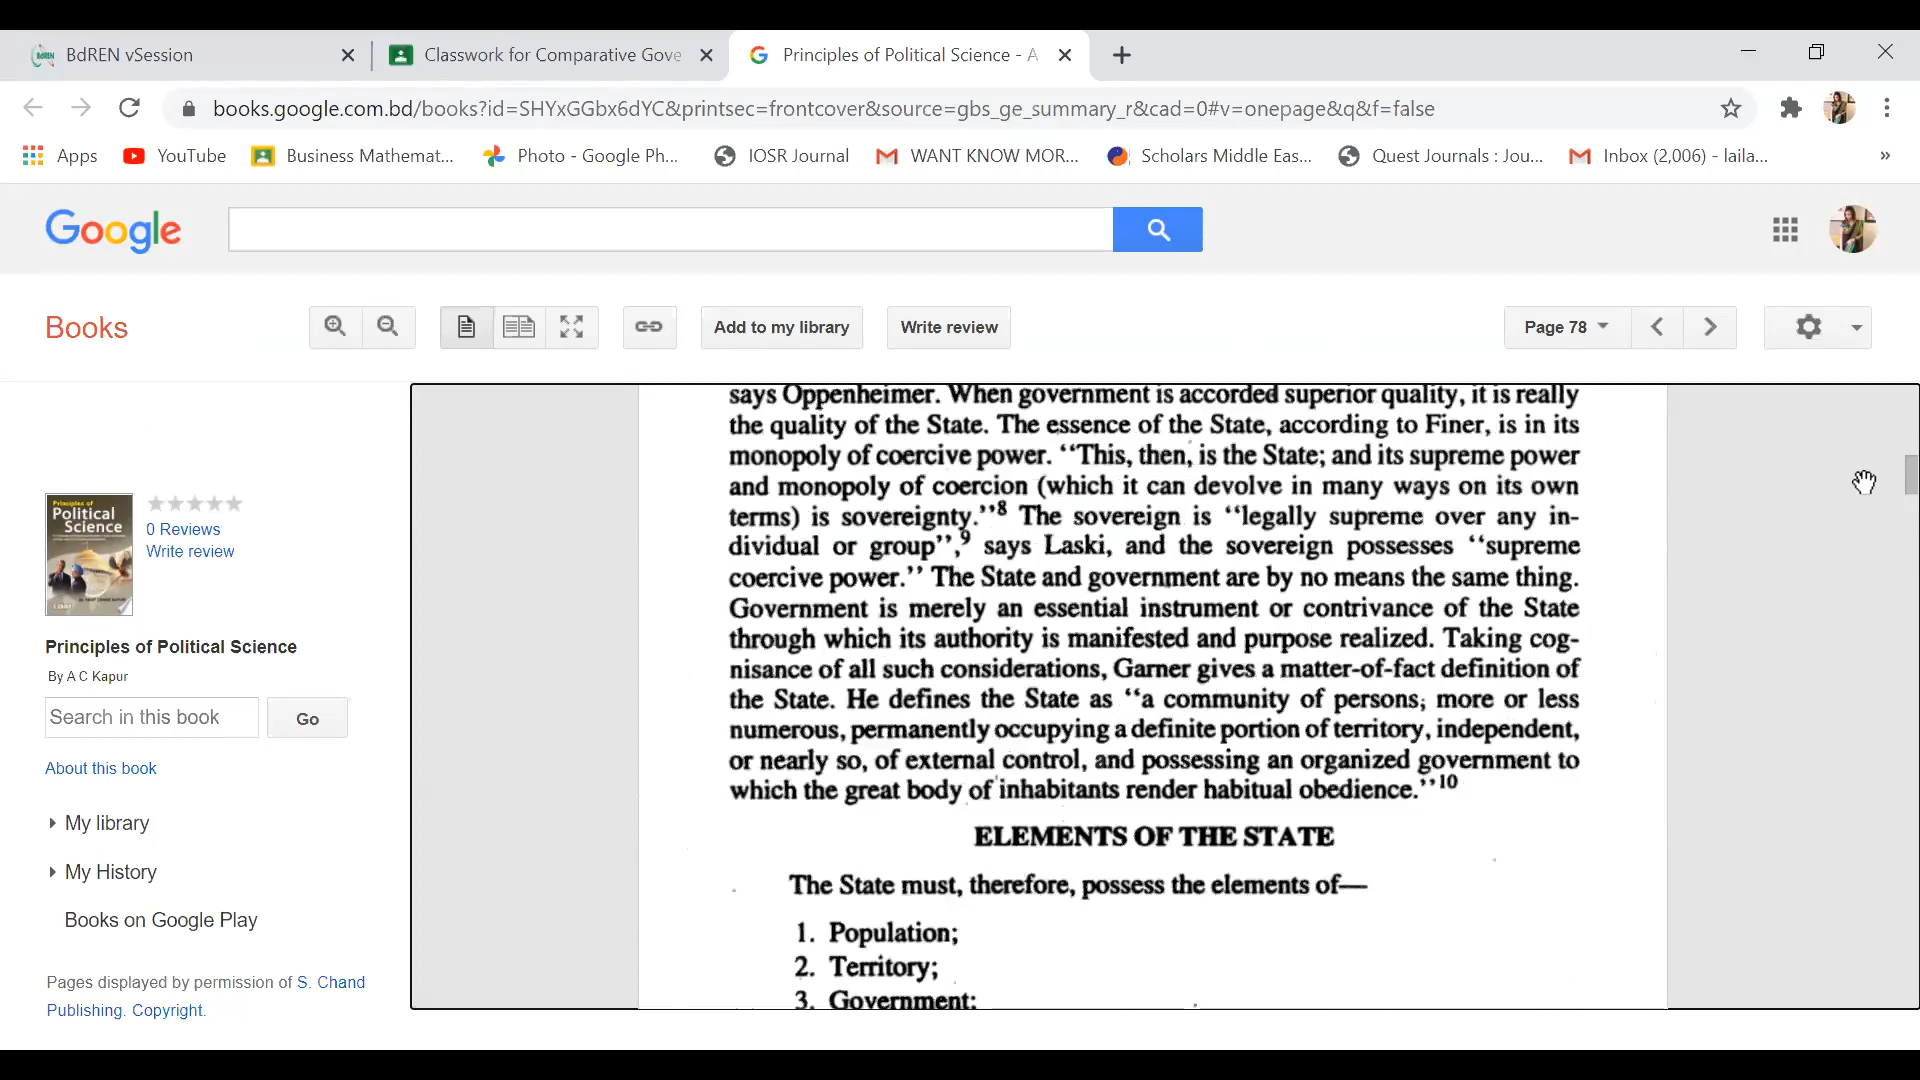 BdREN vSession
Classwork for Comparative Gove
Principles of Political Science - A
books.google.com.bd/books?id=SHYxGGbx6dYC&printsec=frontcover&source=gbs_ge_summary_r&cad=0#v=onepage&q&f=false
Apps
YouTube
Business Mathemat...
Photo - Google Ph...
IOSR Journal
WANT KNOW MOR...
Scholars Middle Eas...
Quest Journals : Jou...
Inbox (2,006) - laila...
»
Google
Books
Add to my library
Write review
Page 78
says Oppenheimer. When government is accorded superior quality, it is really
the quality of the State. The essence of the State, according to Finer, is in its
monopoly of coercive power. “This, then, is the State; and its supreme power
and monopoly of coercion (which it can devolve in many ways on its own
terms) is sovereignty.”8 The sovereign is “legally supreme over any in-
dividual or group”,9 says Laski, and the sovereign possesses “supreme
coercive power.” The State and government are by no means the same thing.
Government is merely an essential instrument or contrivance of the State
through which its authority is manifested and purpose realized. Taking cog-
nisance of all such considerations, Garner gives a matter-of-fact definition of
the State. He defines the State as “a community of persons; more or less
numerous, permanently occupying a definite portion of territory, independent,
or nearly so, of external control, and possessing an organized government to
which the great body of inhabitants render habitual obedience.”10
ELEMENTS OF THE STATE
The State must, therefore, possess the elements of—
1. Population;
2. Territory;
3. Government;
Principles of
Political
Science
0 Reviews
Write review
Principles of Political Science
By A C Kapur
Search in this book
Go
About this book
My library
My History
Books on Google Play
Pages displayed by permission of S. Chand
Publishing. Copyright.